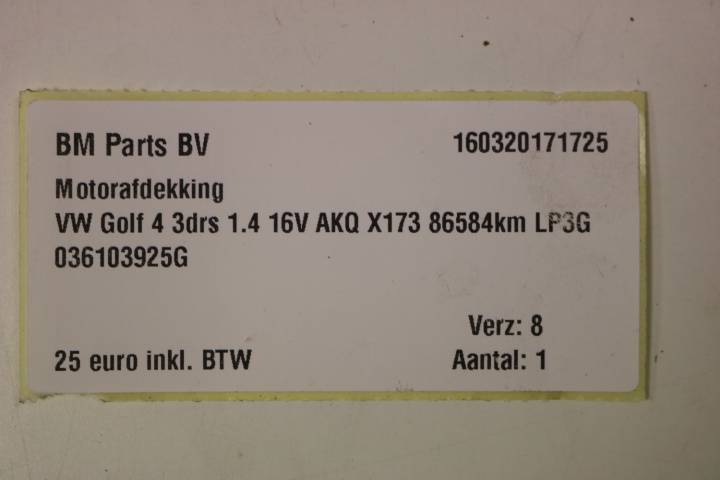 BM Parts BV 160320171725
Motorafdekking
VW Golf 4 3drs 1.4 16V AKQ X173 86584km LP3G
036103925G
Verz: 8
25 euro inkl. BTW Aantal: 1